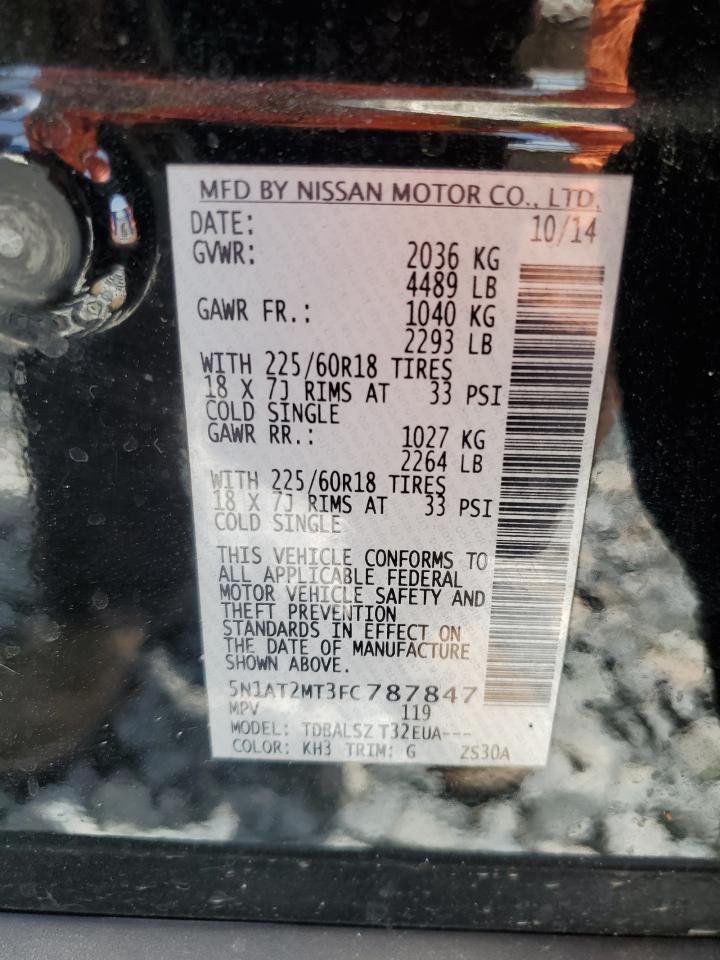 MFD BY NISSAN MOTOR CO., LTD.
DATE: 10/14
GVWR: 2036 KG
4489 LB
GAWR FR.: 1040 KG
2293 LB
WITH 225/60R18 TIRES
18 X 7J RIMS AT 33 PSI
COLD SINGLE
GAWR RR.: 1027 KG
2264 LB
WITH 225/60R18 TIRES
18 X 7J RIMS AT 33 PSI
COLD SINGLE
THIS VEHICLE CONFORMS TO
ALL APPLICABLE FEDERAL
MOTOR VEHICLE SAFETY AND
THEFT PREVENTION
STANDARDS IN EFFECT ON
THE DATE OF MANUFACTURE
SHOWN ABOVE.
5N1AT2MT3FC787847
MPV 119
MODEL: TDBALSZ T32EUA---
COLOR: KH3 TRIM: G ZS30A